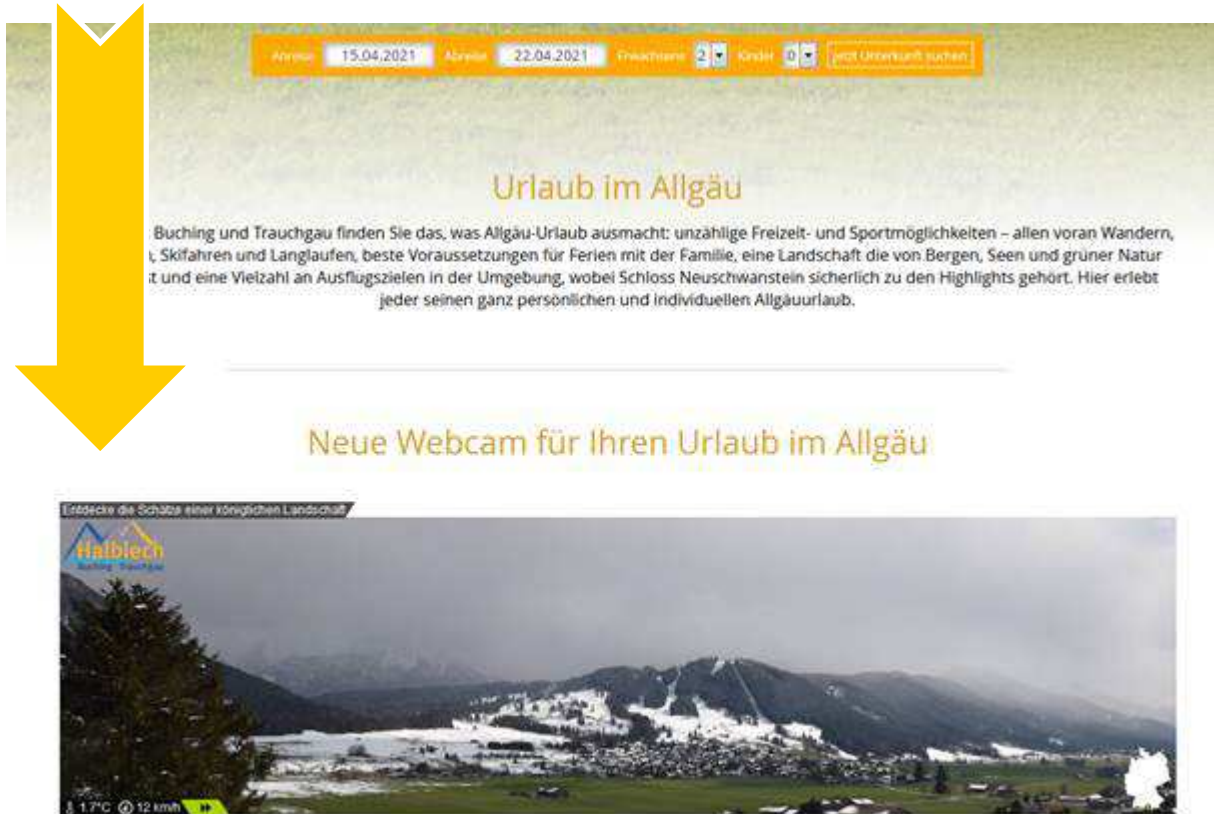 Anreise 15.04.2021 Abreise 22.04.2021 Erwachsene 2 Kinder 0 jetzt Unterkunft suchen
Urlaub im Allgäu
Buching und Trauchgau finden Sie das, was Allgäu-Urlaub ausmacht: unzählige Freizeit- und Sportmöglichkeiten – allen voran Wandern,
, Skifahren und Langlaufen, beste Voraussetzungen für Ferien mit der Familie, eine Landschaft die von Bergen, Seen und grüner Natur
t und eine Vielzahl an Ausflugszielen in der Umgebung, wobei Schloss Neuschwanstein sicherlich zu den Highlights gehört. Hier erlebt
jeder seinen ganz persönlichen und individuellen Allgäuurlaub.
Neue Webcam für Ihren Urlaub im Allgäu
Entdecke die Schätze einer königlichen Landschaft
Halblech
Buching Trauchgau
1.7°C 12 km/h